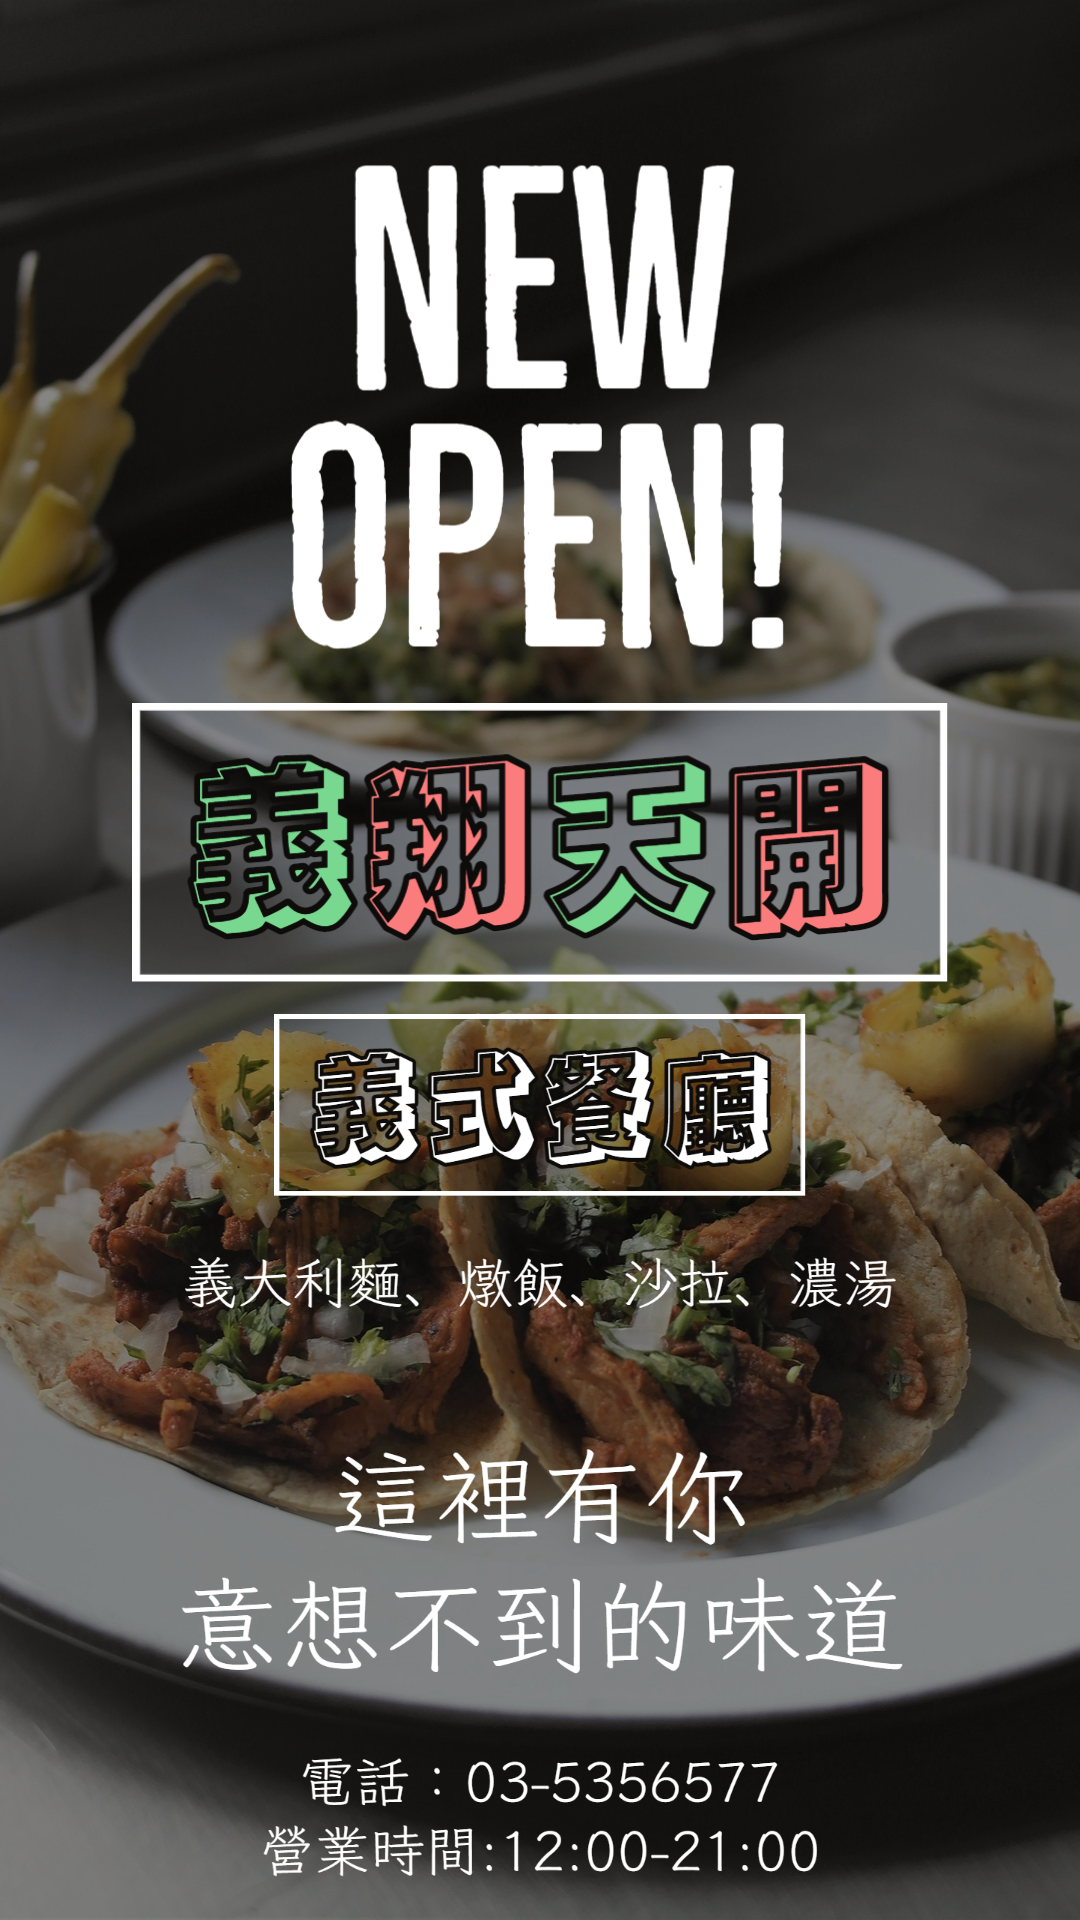 NEW
OPEN!
義翔天開
義式餐廳
義大利麵、燉飯、沙拉、濃湯
這裡有你
意想不到的味道
電話：03-5356577
營業時間:12:00-21:00